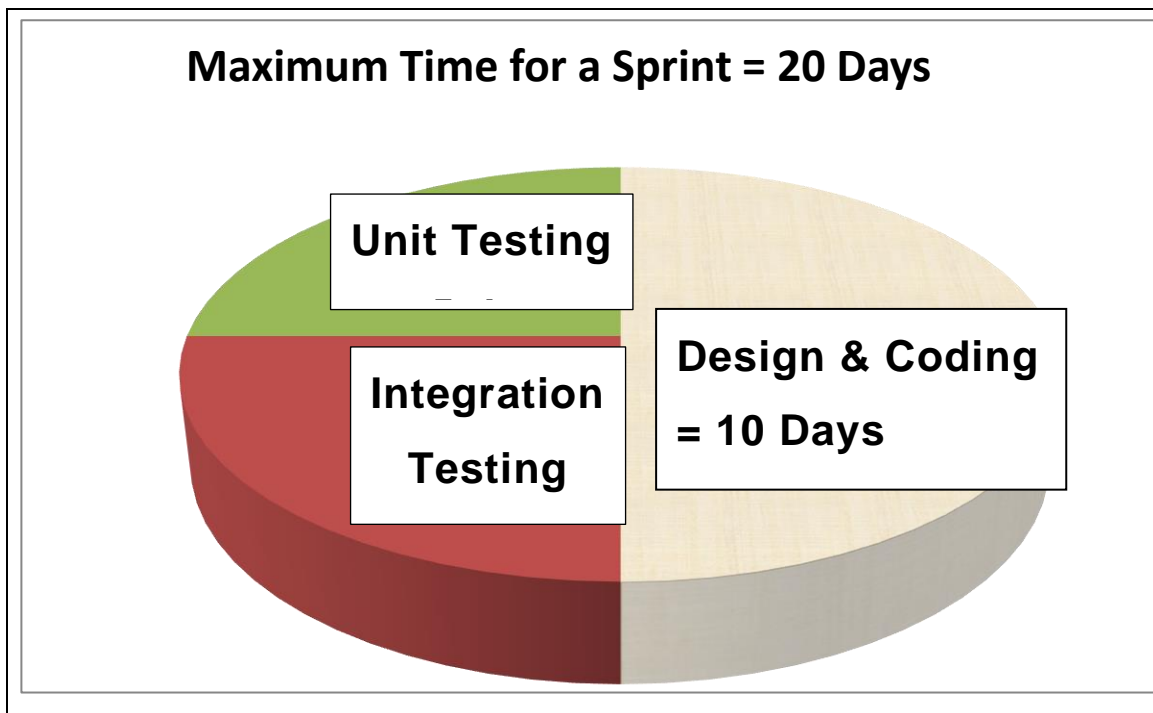 Maximum Time for a Sprint = 20 Days
Unit Testing
Integration
Testing
Design & Coding
= 10 Days